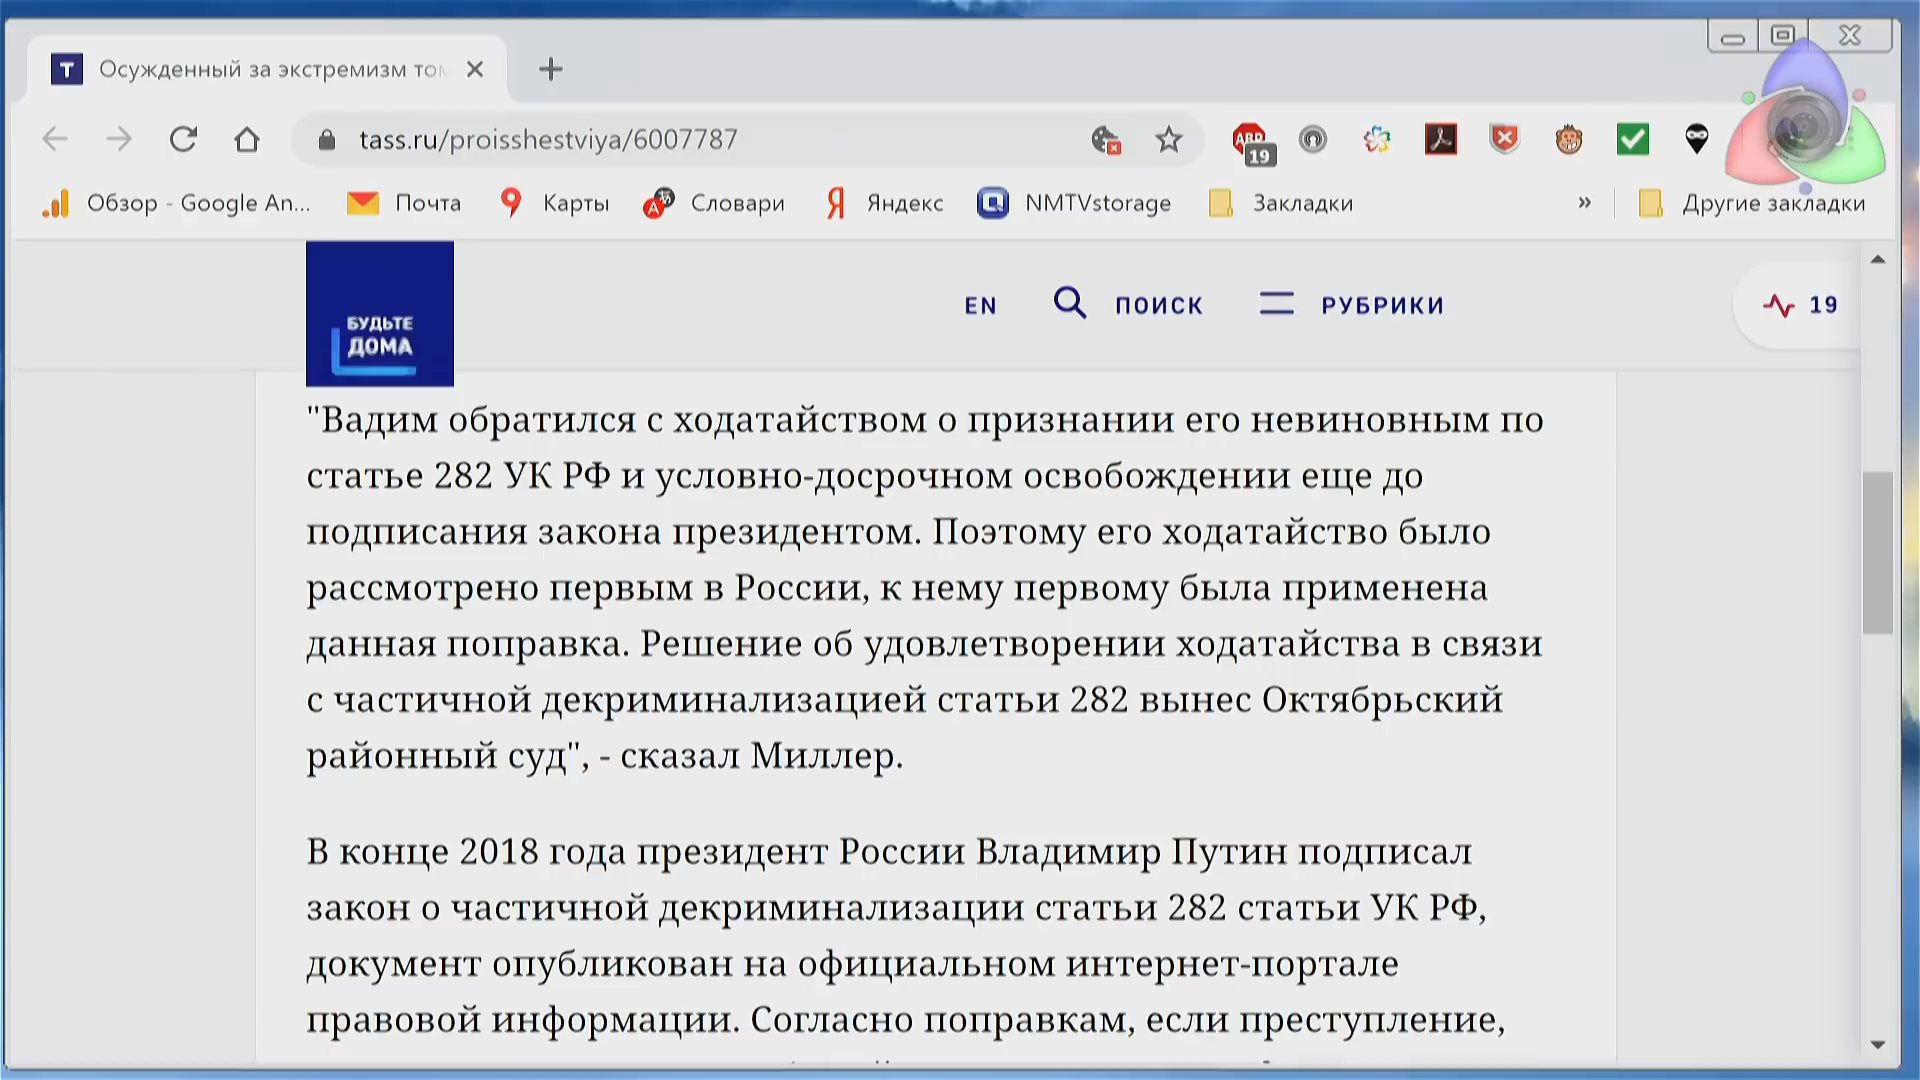 Осужденный за экстремизм том
tass.ru/proisshestviya/6007787
ABP
19
Обзор - Google An...
Почта
Карты
Словари
Яндекс
NMTVstorage
Закладки
»
Другие закладки
БУДЬТЕ
ДОМА
EN
ПОИСК
РУБРИКИ
19
"Вадим обратился с ходатайством о признании его невиновным по
статье 282 УК РФ и условно-досрочном освобождении еще до
подписания закона президентом. Поэтому его ходатайство было
рассмотрено первым в России, к нему первому была применена
данная поправка. Решение об удовлетворении ходатайства в связи
с частичной декриминализацией статьи 282 вынес Октябрьский
районный суд", - сказал Миллер.
В конце 2018 года президент России Владимир Путин подписал
закон о частичной декриминализации статьи 282 статьи УК РФ,
документ опубликован на официальном интернет-портале
правовой информации. Согласно поправкам, если преступление,